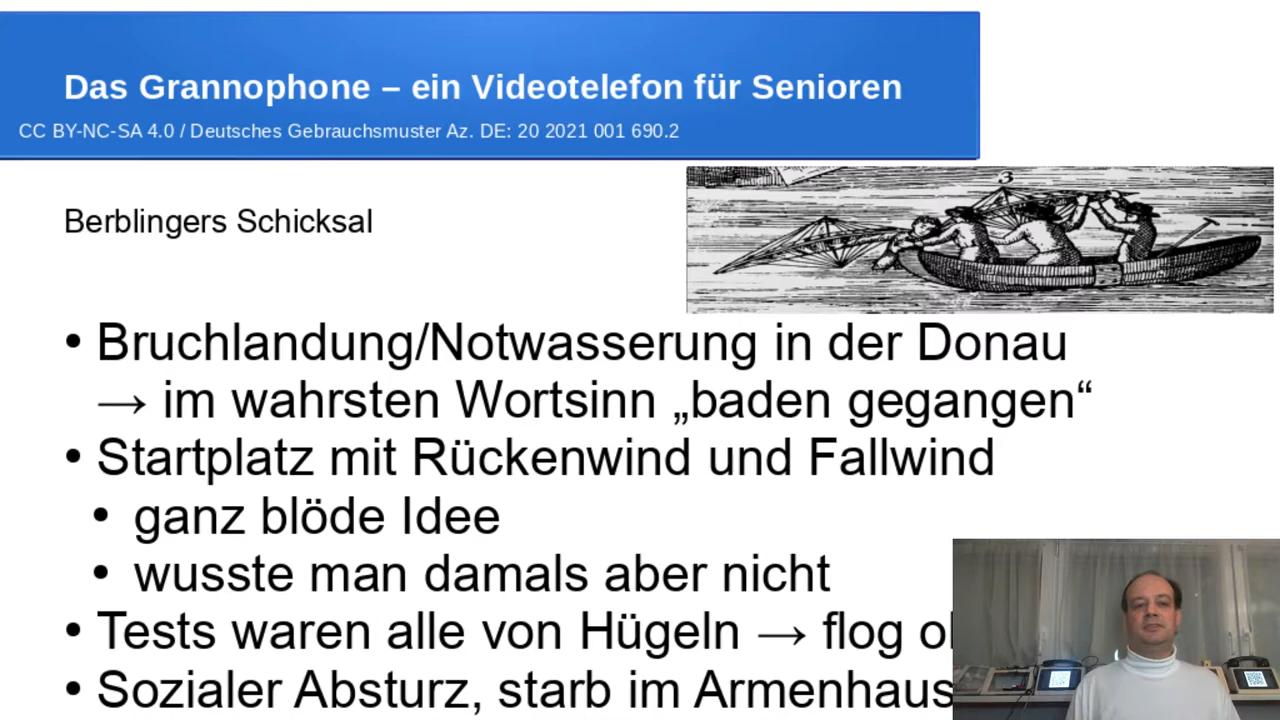 Das Grannophone – ein Videotelefon für Senioren
CC BY-NC-SA 4.0 / Deutsches Gebrauchsmuster Az. DE: 20 2021 001 690.2
3
Berblingers Schicksal
• Bruchlandung/Notwasserung in der Donau
→ im wahrsten Wortsinn „baden gegangen“
• Startplatz mit Rückenwind und Fallwind
• ganz blöde Idee
• wusste man damals aber nicht
• Tests waren alle von Hügeln → flog
• Sozialer Absturz, starb im Armenhaus